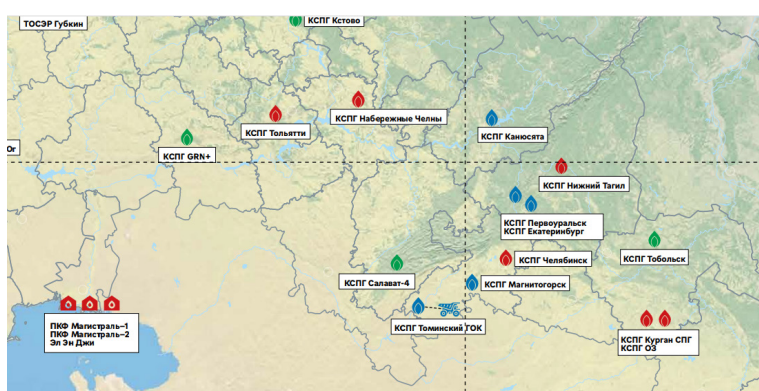 ТОСЭР Губкин
КСПГ Кстово
КСПГ Набережные Челны
КСПГ Тольятти
КСПГ Канюсята
ог
КСПГ GRN+
КСПГ Нижний Тагил
КСПГ Первоуральск
КСПГ Екатеринбург
КСПГ Тобольск
КСПГ Челябинск
КСПГ Салават-4
КСПГ Магнитогорск
ПКФ Магистраль-1
ПКФ Магистраль-2
Эл Эн Джи
КСПГ Томинский ГОК
КСПГ Курган СПГ
КСПГ ОЗ